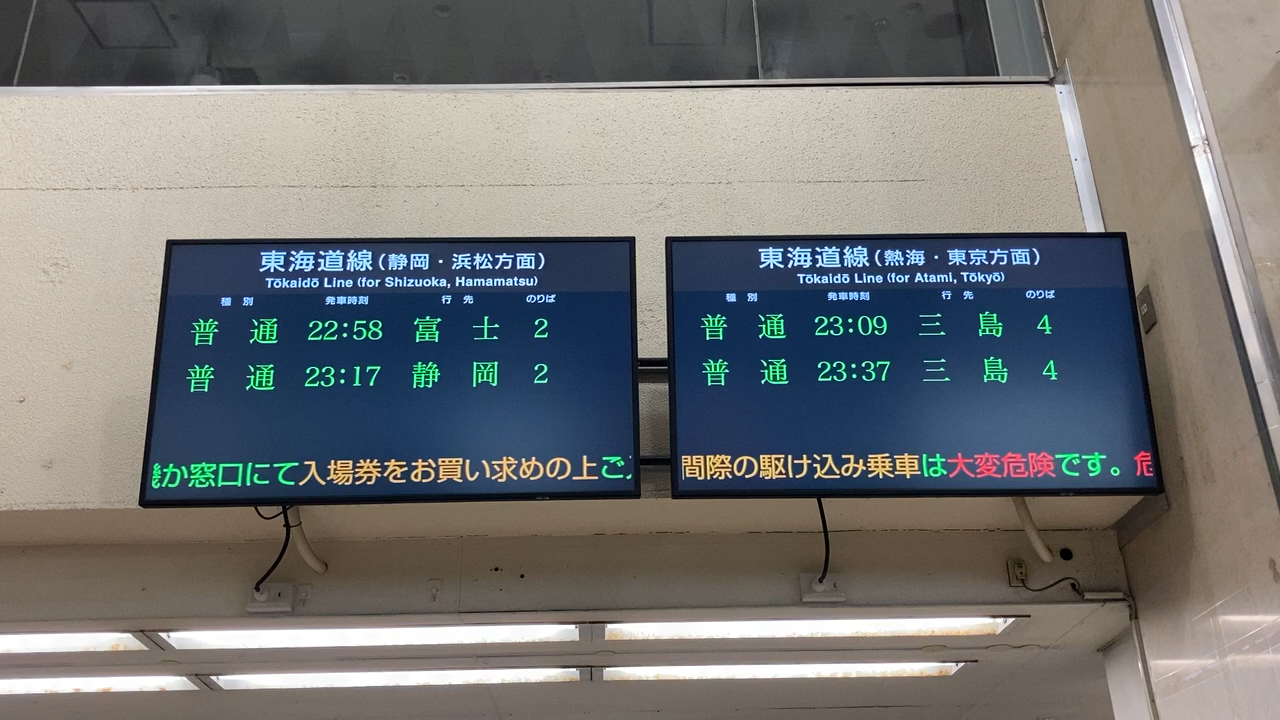 東海道線(静岡・浜松方面)
Tōkaidō Line (for Shizuoka, Hamamatsu)
種別 発車時刻 行先 のりば
普通 22:58 富士 2
普通 23:17 静岡 2
か窓口にて入場券をお買い求めの上ご
東海道線(熱海・東京方面)
Tōkaidō Line (for Atami, Tōkyō)
種別 発車時刻 行先 のりば
普通 23:09 三島 4
普通 23:37 三島 4
間際の駆け込み乗車は大変危険です。危